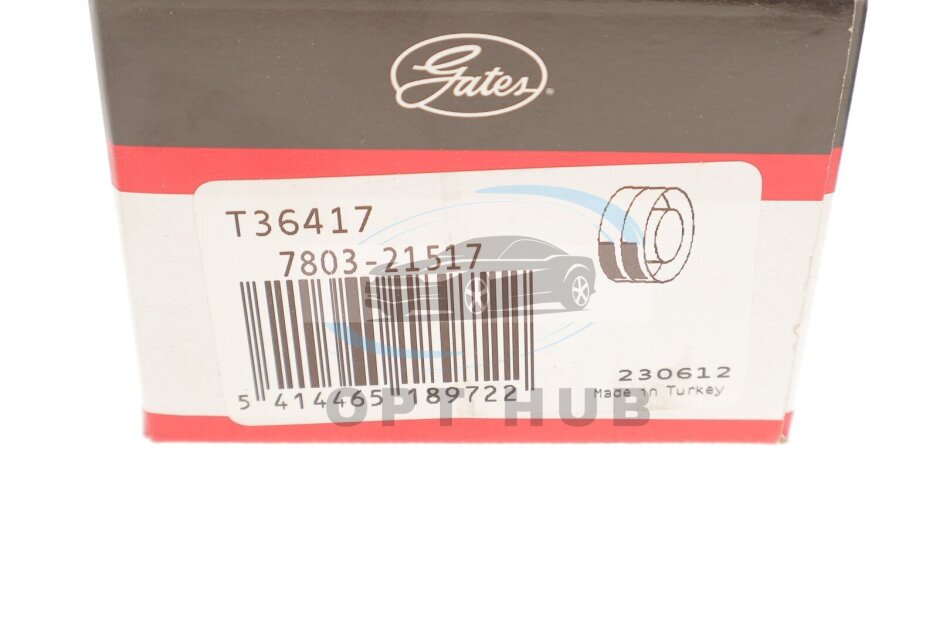 Gates®
T36417
7803-21517
5 414465 189722
230612
Made in Turkey
OPT HUB